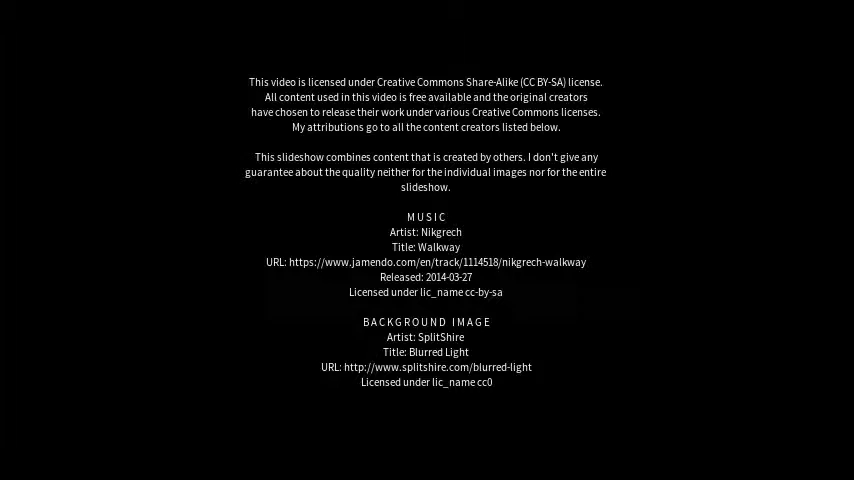 This video is licensed under Creative Commons Share-Alike (CC BY-SA) license.
All content used in this video is free available and the original creators
have chosen to release their work under various Creative Commons licenses.
My attributions go to all the content creators listed below.
This slideshow combines content that is created by others. I don't give any
guarantee about the quality neither for the individual images nor for the entire
slideshow.
MUSIC
Artist: Nikgrech
Title: Walkway
URL: https://www.jamendo.com/en/track/1114518/nikgrech-walkway
Released: 2014-03-27
Licensed under lic_name cc-by-sa
BACKGROUND IMAGE
Artist: SplitShire
Title: Blurred Light
URL: http://www.splitshire.com/blurred-light
Licensed under lic_name cc0